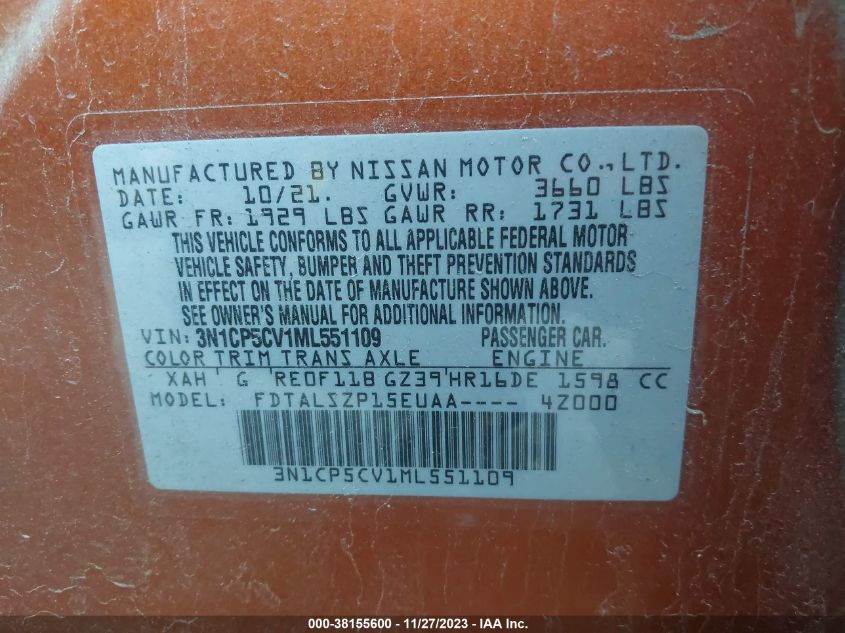 MANUFACTURED BY NISSAN MOTOR CO.,LTD.
DATE: 10/21. GVWR: 3660 LBS
GAWR FR: 1929 LBS GAWR RR: 1731 LBS
THIS VEHICLE CONFORMS TO ALL APPLICABLE FEDERAL MOTOR
VEHICLE SAFETY, BUMPER AND THEFT PREVENTION STANDARDS
IN EFFECT ON THE DATE OF MANUFACTURE SHOWN ABOVE.
SEE OWNER'S MANUAL FOR ADDITIONAL INFORMATION.
VIN: 3N1CP5CV1ML551109 PASSENGER CAR.
COLOR TRIM TRANS AXLE ENGINE
XAH G RE0F11B GZ39 HR16DE 1598 CC
MODEL: FDTALSZP15EUAA---- 4Z000
3N1CP5CV1ML551109
000-38155600 - 11/27/2023 - IAA Inc.